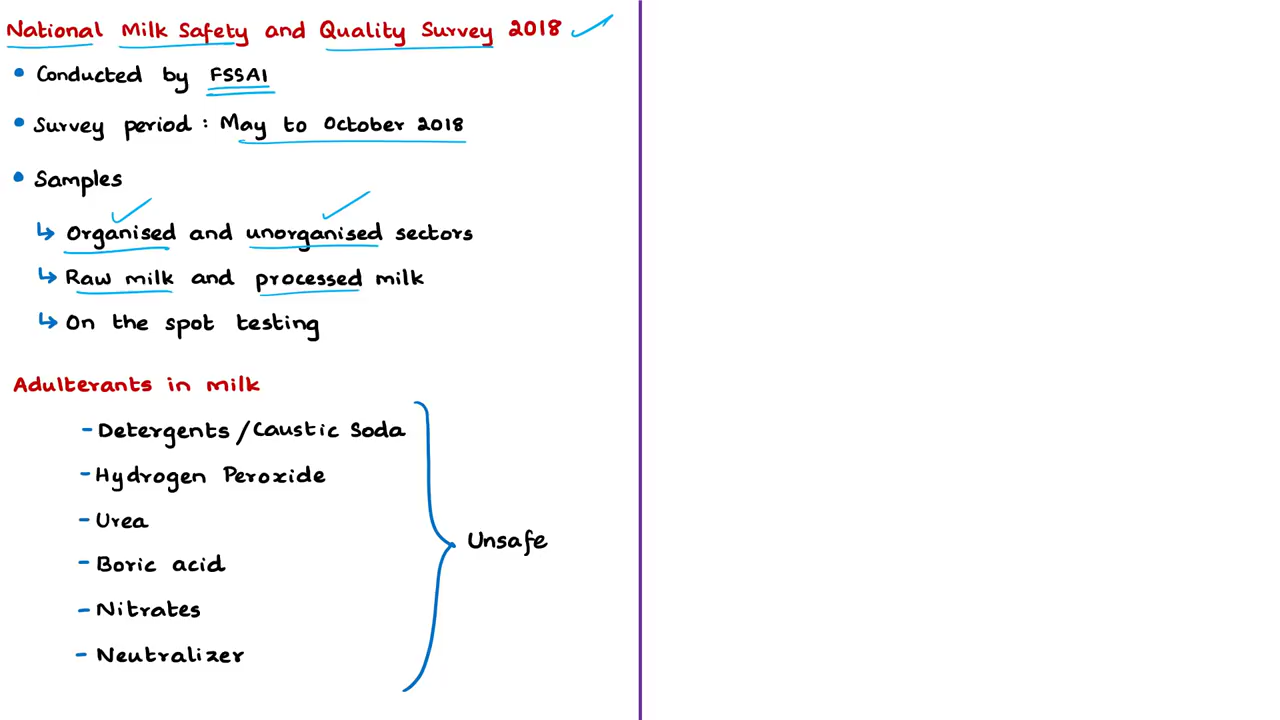 National Milk Safety and Quality Survey 2018
• Conducted by FSSAI
• Survey period : May to October 2018
• Samples
↳ Organised and unorganised sectors
↳ Raw milk and processed milk
↳ On the spot testing
Adulterants in milk
- Detergents/Caustic Soda
- Hydrogen Peroxide
- Urea
- Boric acid
- Nitrates
- Neutralizer
Unsafe